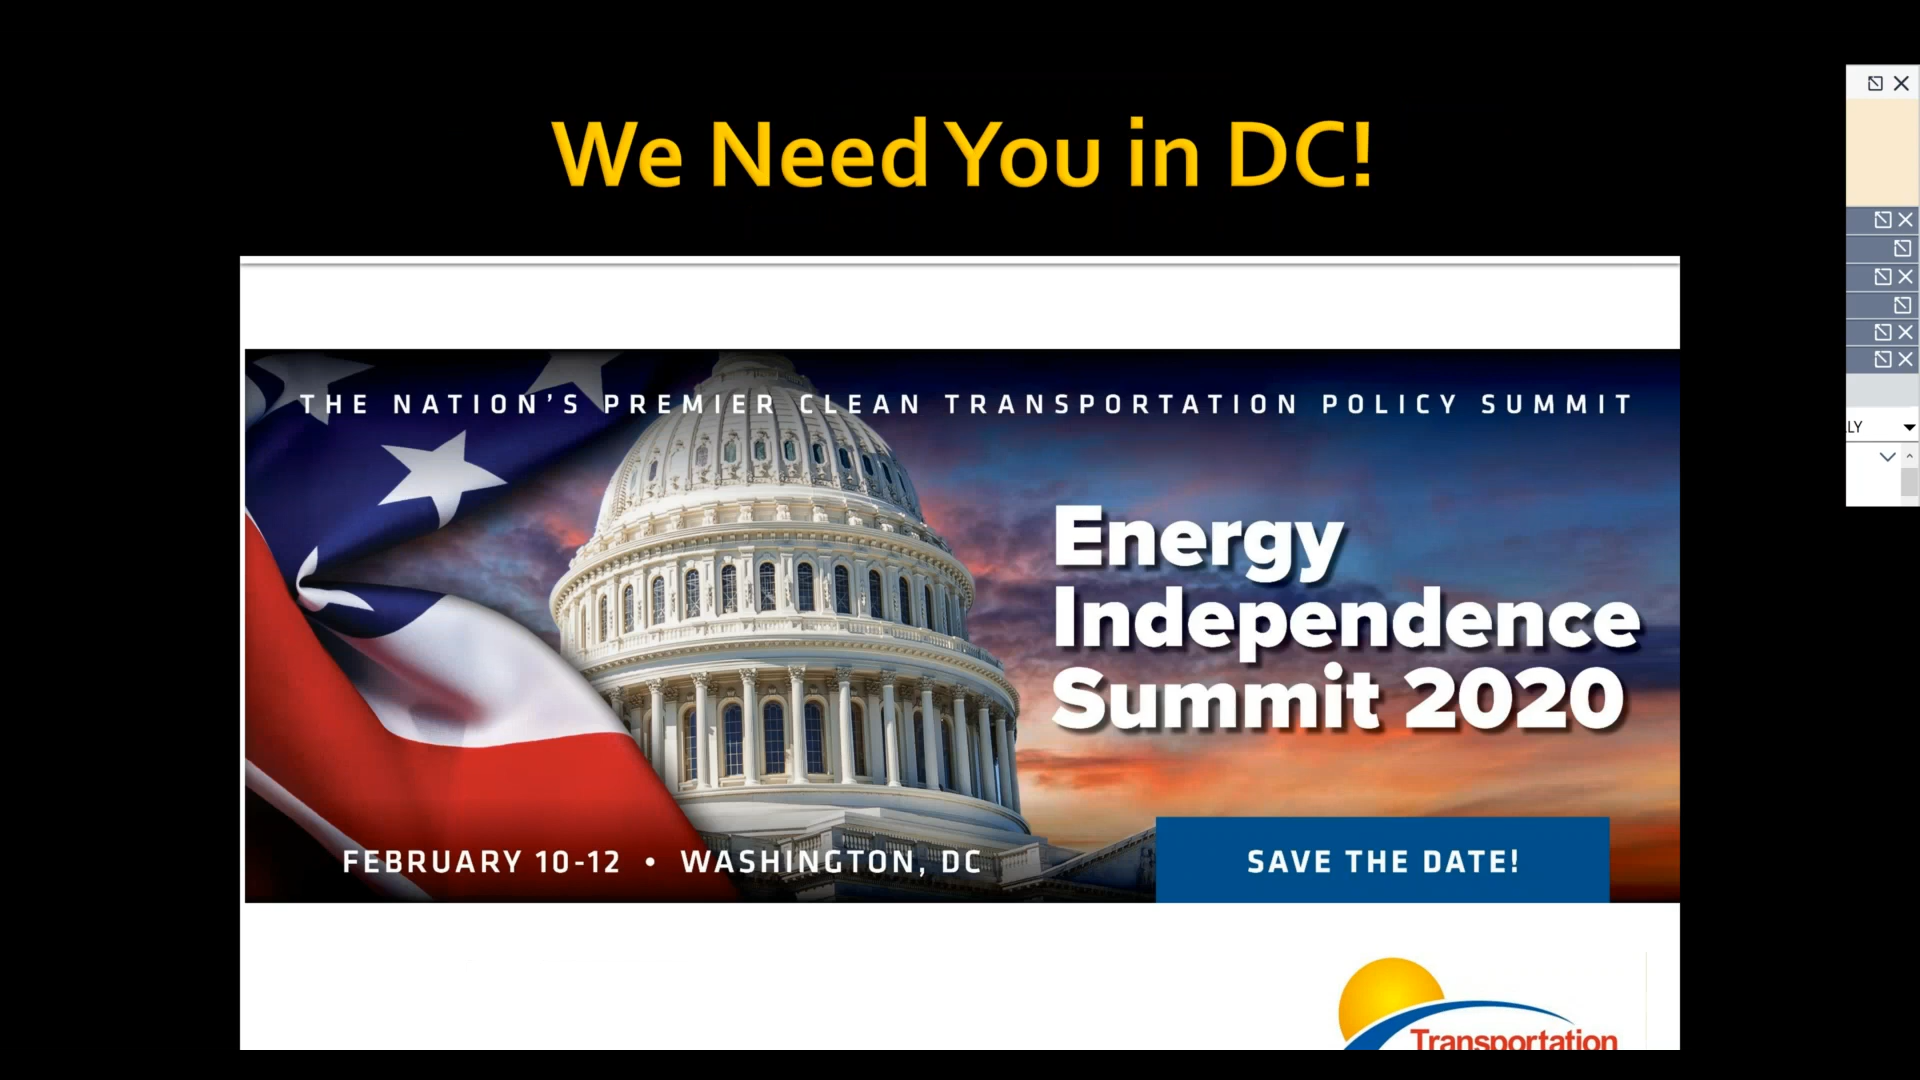 We Need You in DC!
THE NATION'S PREMIER CLEAN TRANSPORTATION POLICY SUMMIT
Energy
Independence
Summit 2020
FEBRUARY 10-12 • WASHINGTON, DC
SAVE THE DATE!
Transportation
LY